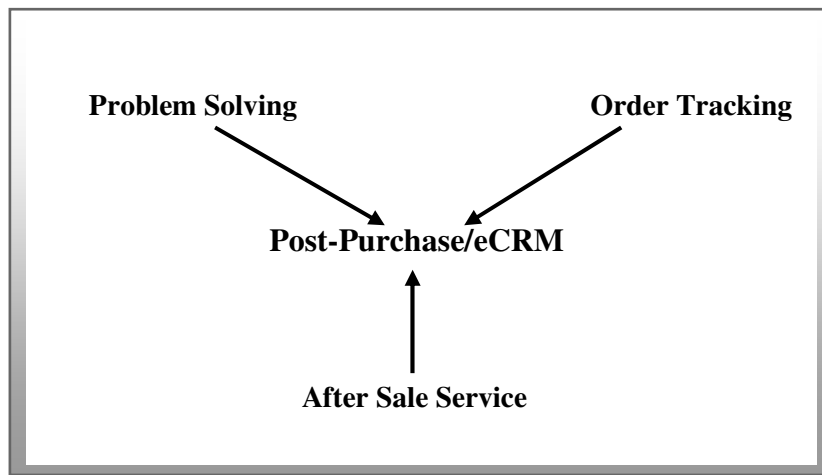 Problem Solving
Order Tracking
Post-Purchase/eCRM
After Sale Service